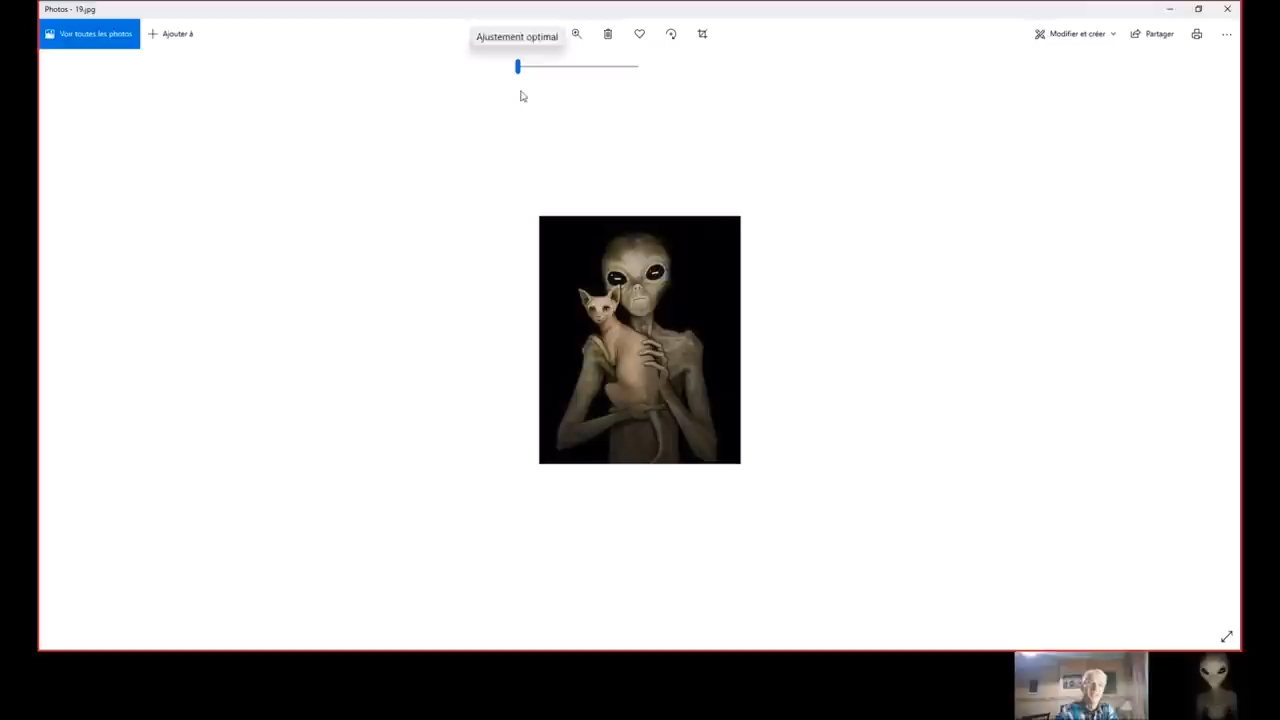 Photos - 19.jpg
Voir toutes les photos
Ajouter à
Ajustement optimal
Modifier et créer
Partager